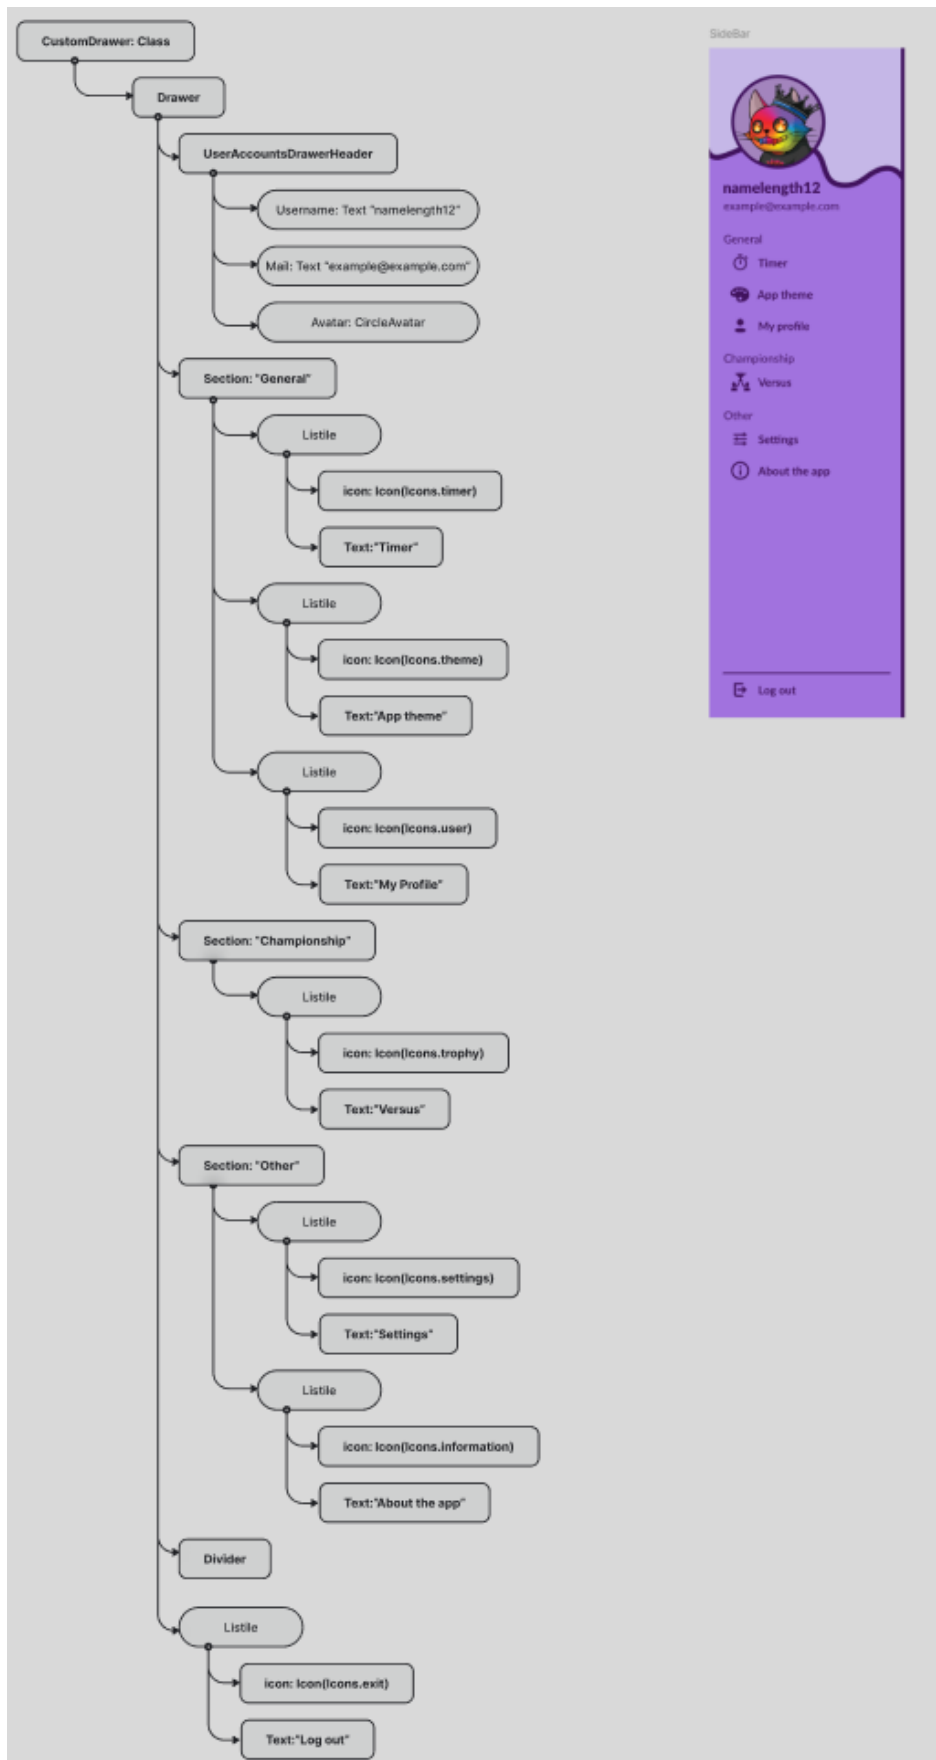 CustomDrawer: Class
Drawer
UserAccountsDrawerHeader
Username: Text "namelength12"
Mail: Text "example@example.com"
Avatar: CircleAvatar
Section: "General"
Listile
icon: Icon(Icons.timer)
Text:"Timer"
Listile
icon: Icon(Icons.theme)
Text:"App theme"
Listile
icon: Icon(Icons.user)
Text:"My Profile"
Section: "Championship"
Listile
icon: Icon(Icons.trophy)
Text:"Versus"
Section: "Other"
Listile
icon: Icon(Icons.settings)
Text:"Settings"
Listile
icon: Icon(Icons.information)
Text:"About the app"
Divider
Listile
icon: Icon(Icons.exit)
Text:"Log out"
SideBar
namelength12
example@example.com
General
Timer
App theme
My profile
Championship
Versus
Other
Settings
About the app
Log out